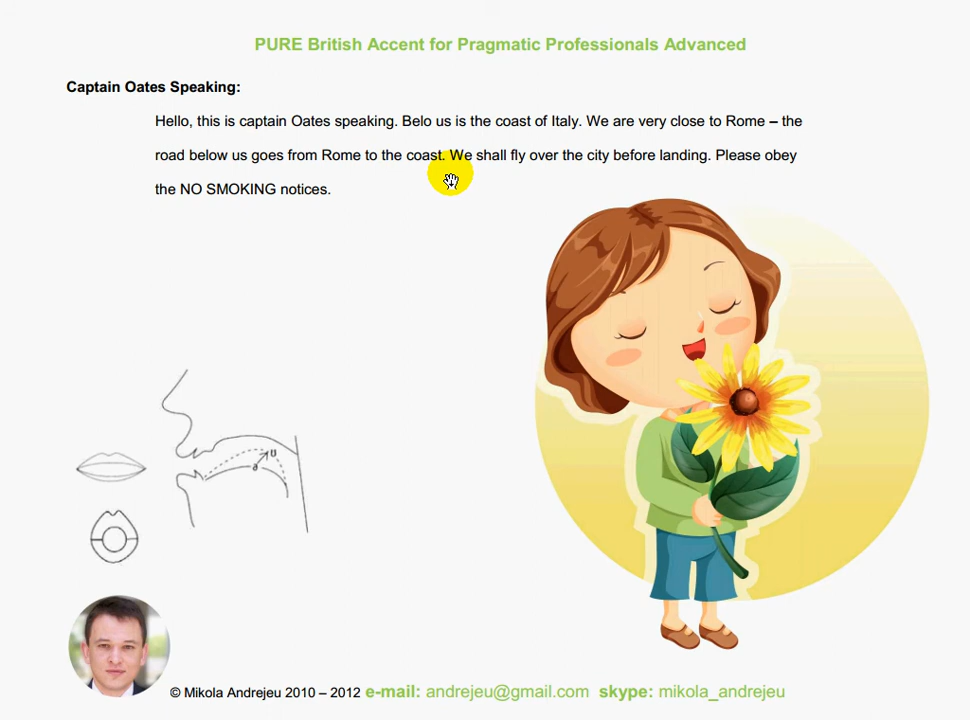 PURE British Accent for Pragmatic Professionals Advanced
Captain Oates Speaking:
Hello, this is captain Oates speaking. Belo us is the coast of Italy. We are very close to Rome – the
road below us goes from Rome to the coast. We shall fly over the city before landing. Please obey
the NO SMOKING notices.
ʊ
ə
© Mikola Andrejeu 2010 – 2012 e-mail: andrejeu@gmail.com skype: mikola_andrejeu